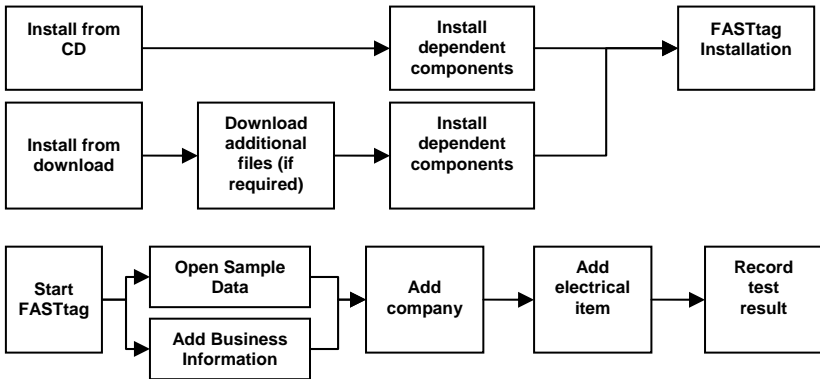 Install from
CD
Install
dependent
components
FASTtag
Installation
Install from
download
Download
additional
files (if
required)
Install
dependent
components
Start
FASTtag
Open Sample
Data
Add Business
Information
Add
company
Add
electrical
item
Record
test
result